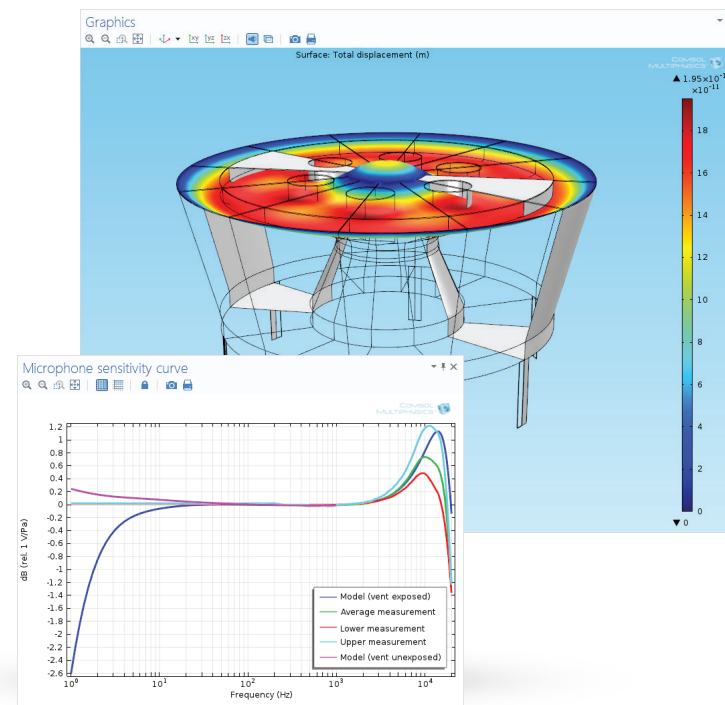 Graphics
xy yz zx
Surface: Total displacement (m)
COMSOL
MULTIPHYSICS
▲ 1.95×10⁻¹
×10⁻¹¹
18
16
14
12
10
8
6
4
2
0
▼ 0
Microphone sensitivity curve
COMSOL
MULTIPHYSICS
1.2
1
0.8
0.6
0.4
0.2
0
-0.2
-0.4
-0.6
-0.8
-1
-1.2
-1.4
-1.6
-1.8
-2
-2.2
-2.4
-2.6
dB (rel. 1 V/Pa)
Model (vent exposed)
Average measurement
Lower measurement
Upper measurement
Model (vent unexposed)
10⁰ 10¹ 10² 10³ 10⁴
Frequency (Hz)